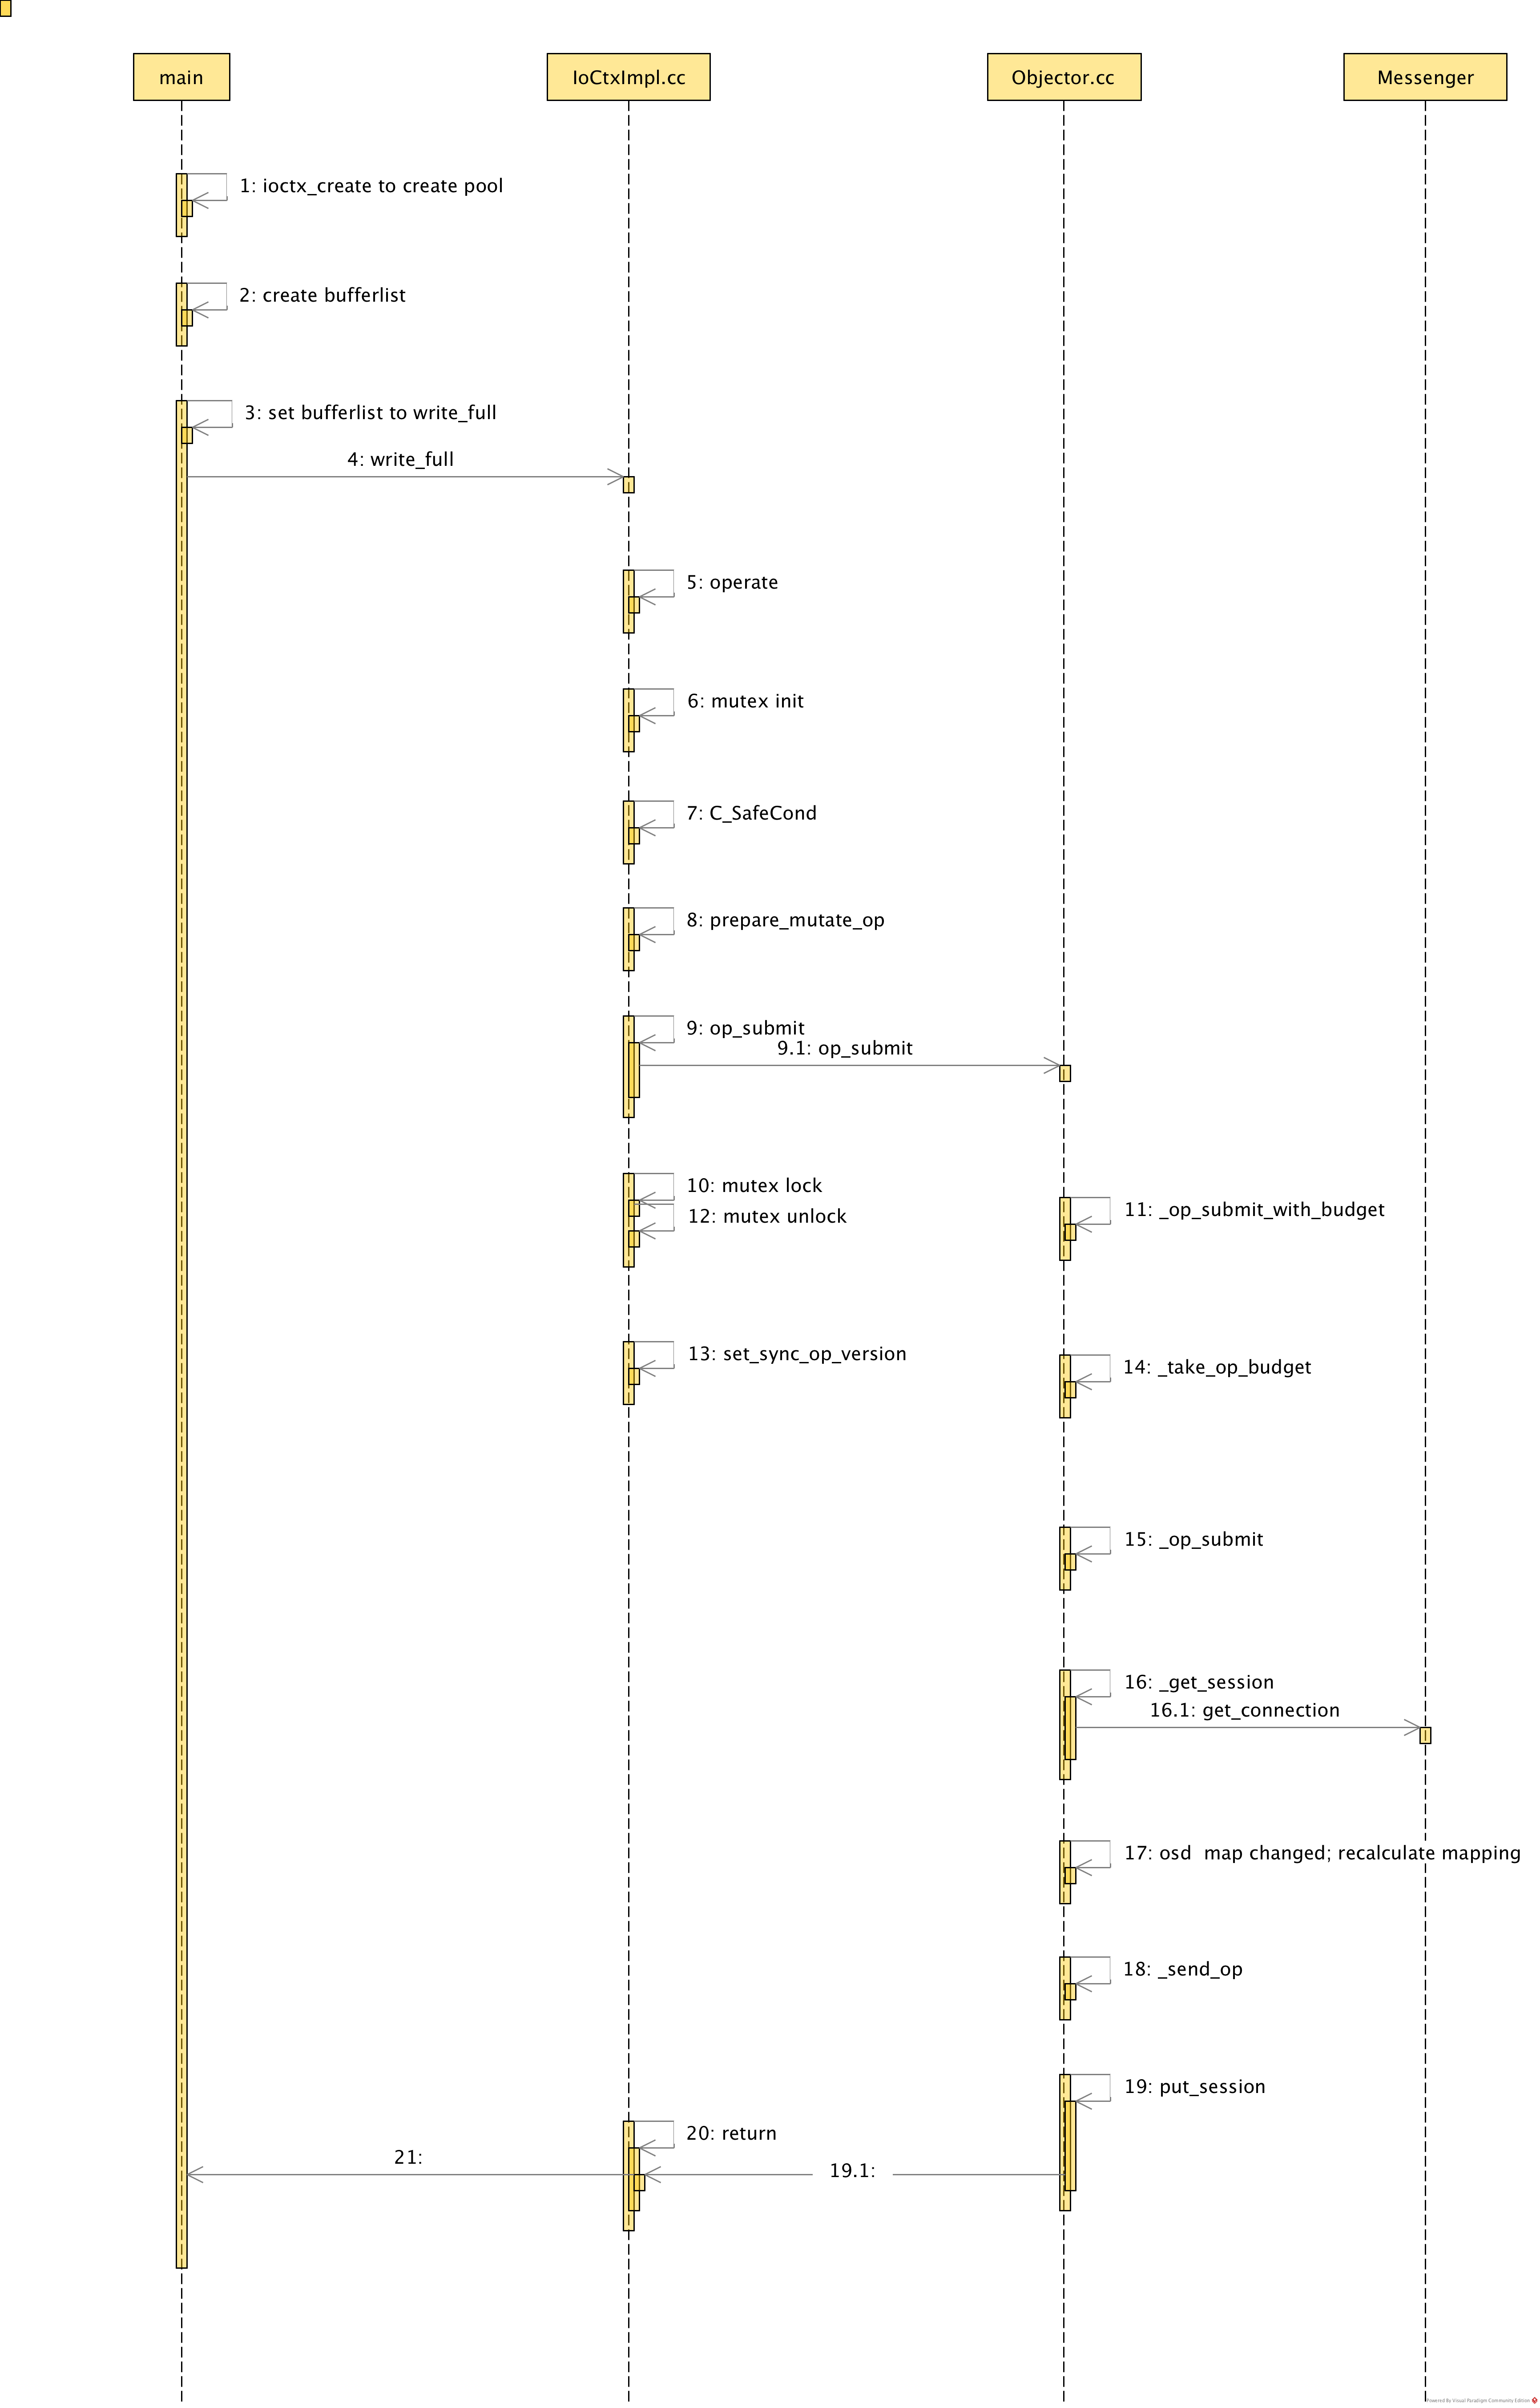 main
IoCtxImpl.cc
Objector.cc
Messenger
1: ioctx_create to create pool
2: create bufferlist
3: set bufferlist to write_full
4: write_full
5: operate
6: mutex init
7: C_SafeCond
8: prepare_mutate_op
9: op_submit
9.1: op_submit
10: mutex lock
11: _op_submit_with_budget
12: mutex unlock
13: set_sync_op_version
14: _take_op_budget
15: _op_submit
16: _get_session
16.1: get_connection
17: osd  map changed; recalculate mapping
18: _send_op
19: put_session
20: return
21:
19.1:
Powered By Visual Paradigm Community Edition